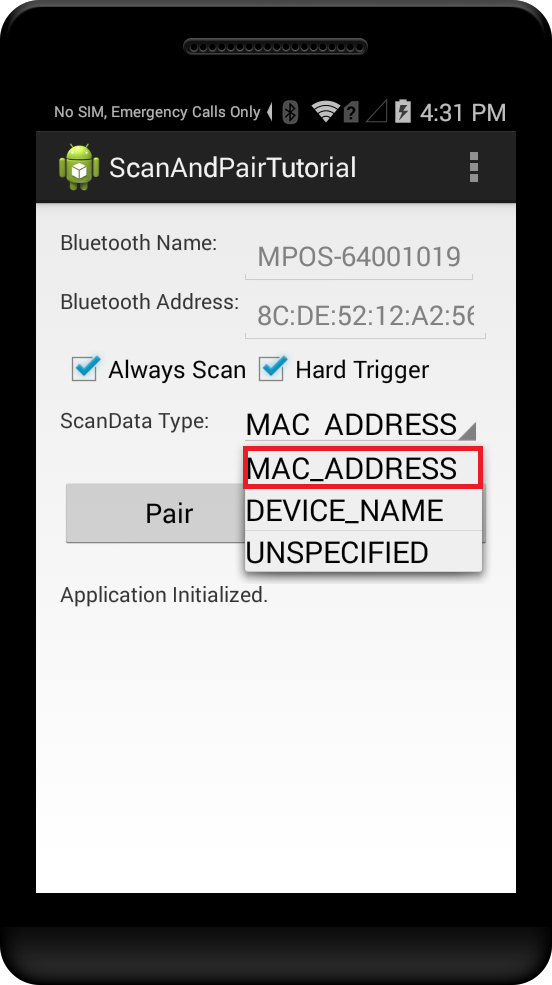 No SIM, Emergency Calls Only 4:31 PM
ScanAndPairTutorial
Bluetooth Name: MPOS-64001019
Bluetooth Address: 8C:DE:52:12:A2:56
Always Scan Hard Trigger
ScanData Type: MAC_ADDRESS
MAC_ADDRESS
DEVICE_NAME
Pair
UNSPECIFIED
Application Initialized.